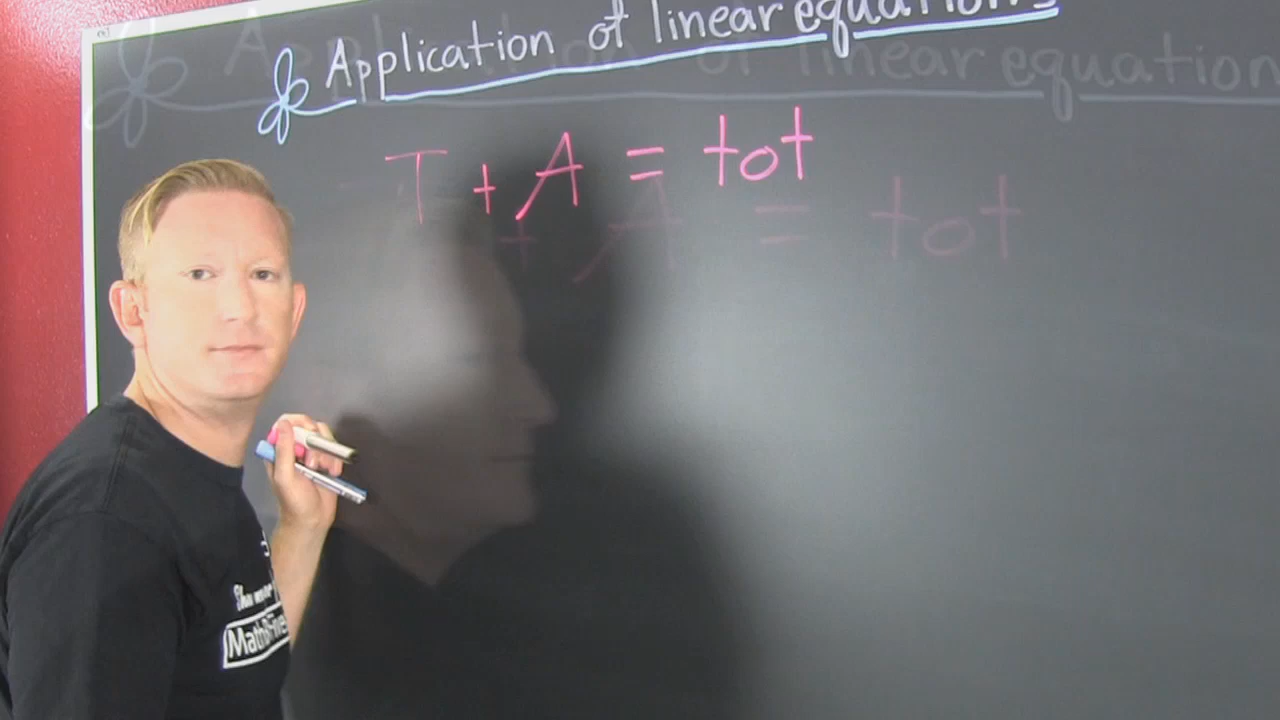 Application of linear equations
T + A = tot